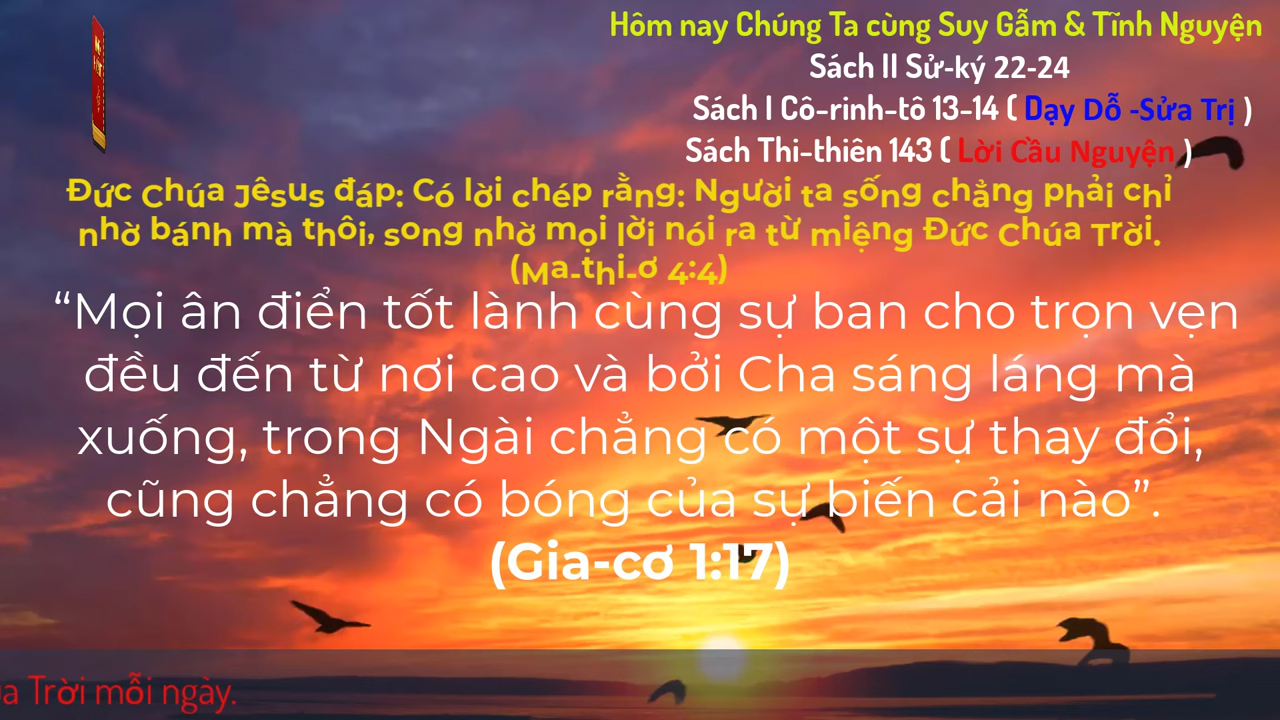 Hôm nay Chúng Ta cùng Suy Gẫm & Tĩnh Nguyện
Sách II Sử-ký 22-24
Sách I Cô-rinh-tô 13-14 ( Dạy Dỗ -Sửa Trị )
Sách Thi-thiên 143 ( Lời Cầu Nguyện )
Đức Chúa Jêsus đáp: Có lời chép rằng: Người ta sống chẳng phải chỉ
nhờ bánh mà thôi, song nhờ mọi lời nói ra từ miệng Đức Chúa Trời.
(Ma-thi-ơ 4:4)
“Mọi ân điển tốt lành cùng sự ban cho trọn vẹn
đều đến từ nơi cao và bởi Cha sáng láng mà
xuống, trong Ngài chẳng có một sự thay đổi,
cũng chẳng có bóng của sự biến cải nào”.
(Gia-cơ 1:17)
Trời mỗi ngày.